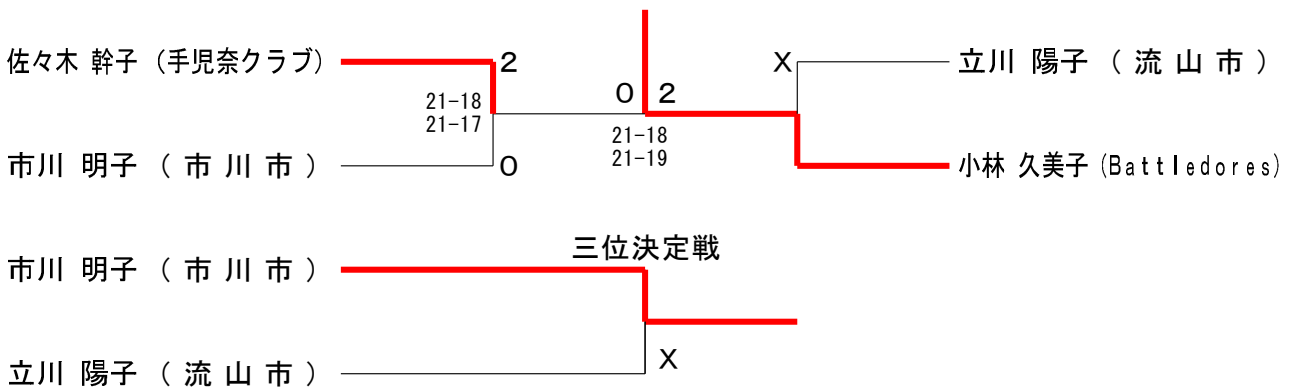 佐々木 幹子 (手児奈クラブ)
2
21-18
21-17
市川 明子 ( 市 川 市 )
0
0 2
21-18
21-19
X
立川 陽子 ( 流 山 市 )
小林 久美子 (Battledores)
三位決定戦
市川 明子 ( 市 川 市 )
立川 陽子 ( 流 山 市 )
X